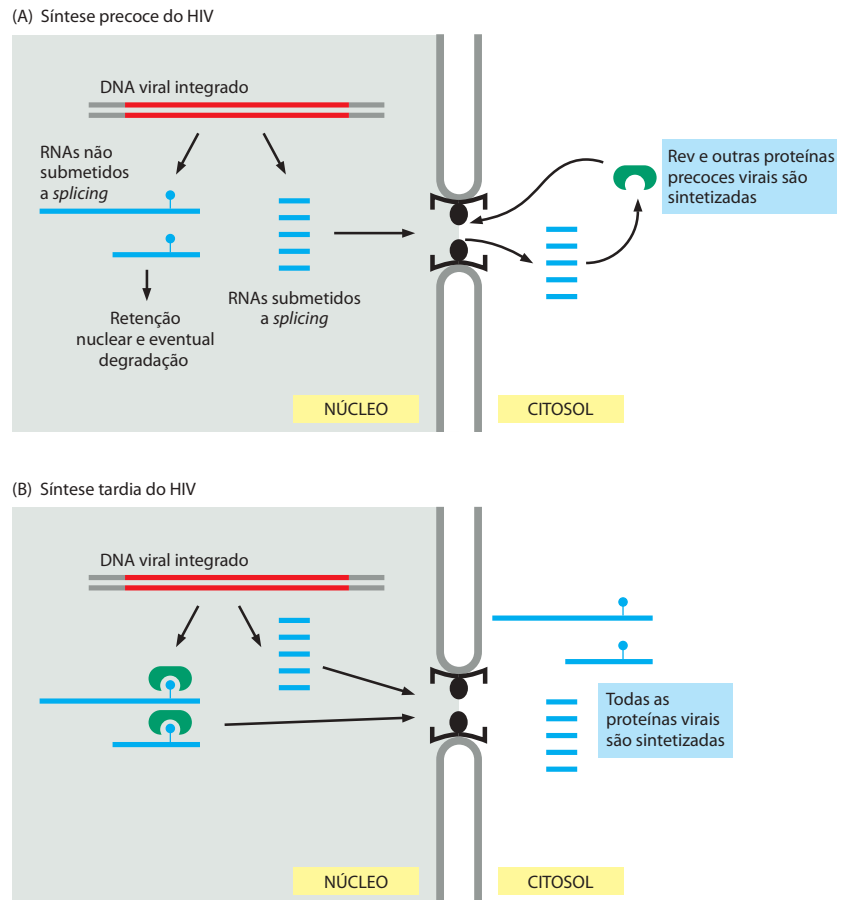 (A) Síntese precoce do HIV
DNA viral integrado
RNAs não
submetidos
a splicing
Retenção
nuclear e eventual
degradação
RNAs submetidos
a splicing
Rev e outras proteínas
precoces virais são
sintetizadas
NÚCLEO
CITOSOL
(B) Síntese tardia do HIV
DNA viral integrado
Todas as
proteínas virais
são sintetizadas
NÚCLEO
CITOSOL